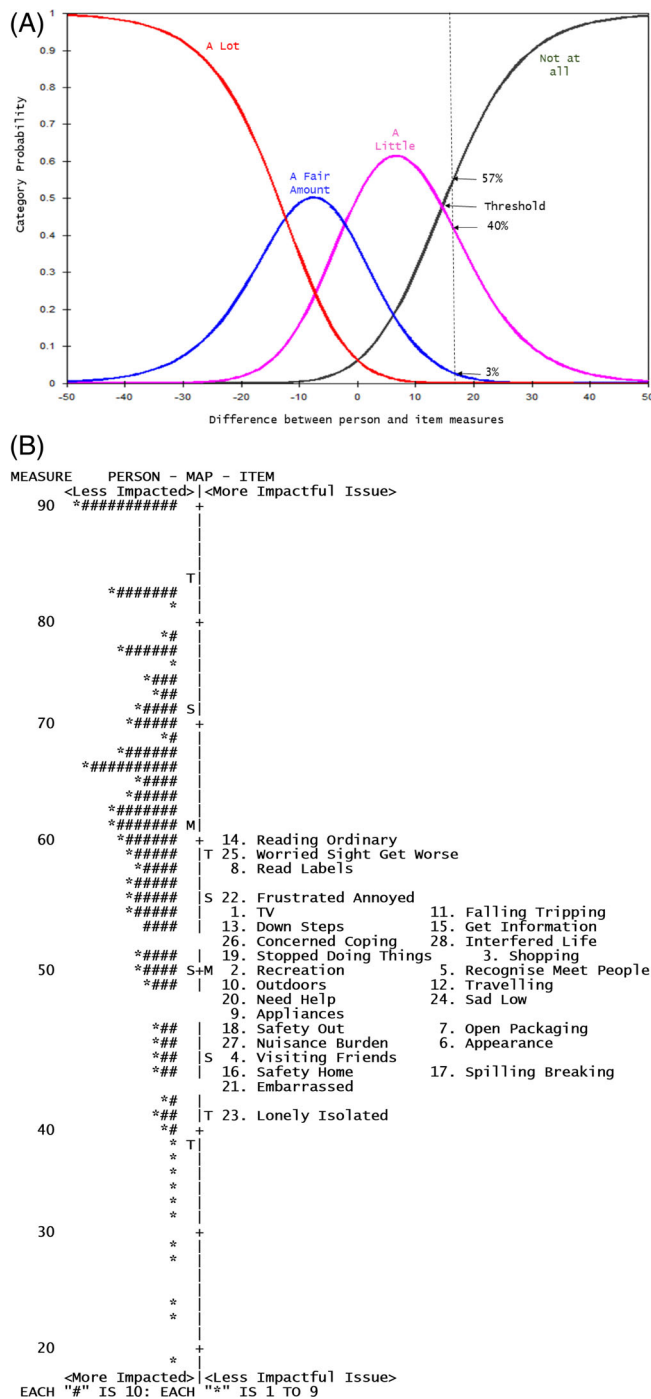 (A)
1
0.9
0.8
0.7
0.6
0.5
0.4
0.3
0.2
0.1
0
Category Probability
A Lot
A Fair
Amount
A
Little
Not at
all
57%
Threshold
40%
3%
-50 -40 -30 -20 -10 0 10 20 30 40 50
Difference between person and item measures
(B)
MEASURE PERSON - MAP - ITEM
<Less Impacted>|<More Impactful Issue>
90 *########### +
|
|
|
|
T|
*####### |
* |
80 +
*# |
*###### |
* |
*### |
*## |
*#### S|
70 *##### +
*# |
*###### |
*########## |
*#### |
*##### |
*####### |
*####### M|
60 *###### + 14. Reading Ordinary
*##### |T 25. Worried Sight Get Worse
*#### | 8. Read Labels
*##### |
*##### |S 22. Frustrated Annoyed
*##### | 1. TV 11. Falling Tripping
#### | 13. Down Steps 15. Get Information
26. Concerned Coping 28. Interfered Life
*#### | 19. Stopped Doing Things 3. Shopping
50 *#### S+M 2. Recreation 5. Recognise Meet People
*### | 10. Outdoors 12. Travelling
20. Need Help 24. Sad Low
9. Appliances
*## | 18. Safety Out 7. Open Packaging
*## | 27. Nuisance Burden 6. Appearance
*## |S 4. Visiting Friends
*## | 16. Safety Home 17. Spilling Breaking
21. Embarrassed
*# |
*## |T 23. Lonely Isolated
40 *# +
* T|
* |
* |
* |
* |
* |
30 +
* |
* |
|
|
* |
* |
|
20 +
* |
<More Impacted>|<Less Impactful Issue>
EACH "#" IS 10: EACH "*" IS 1 TO 9